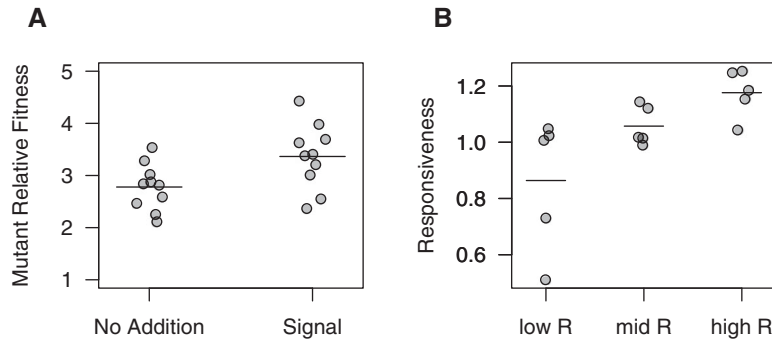 A
Mutant Relative Fitness
5
4
3
2
1
No Addition
Signal
B
Responsiveness
1.2
1.0
0.8
0.6
low R
mid R
high R